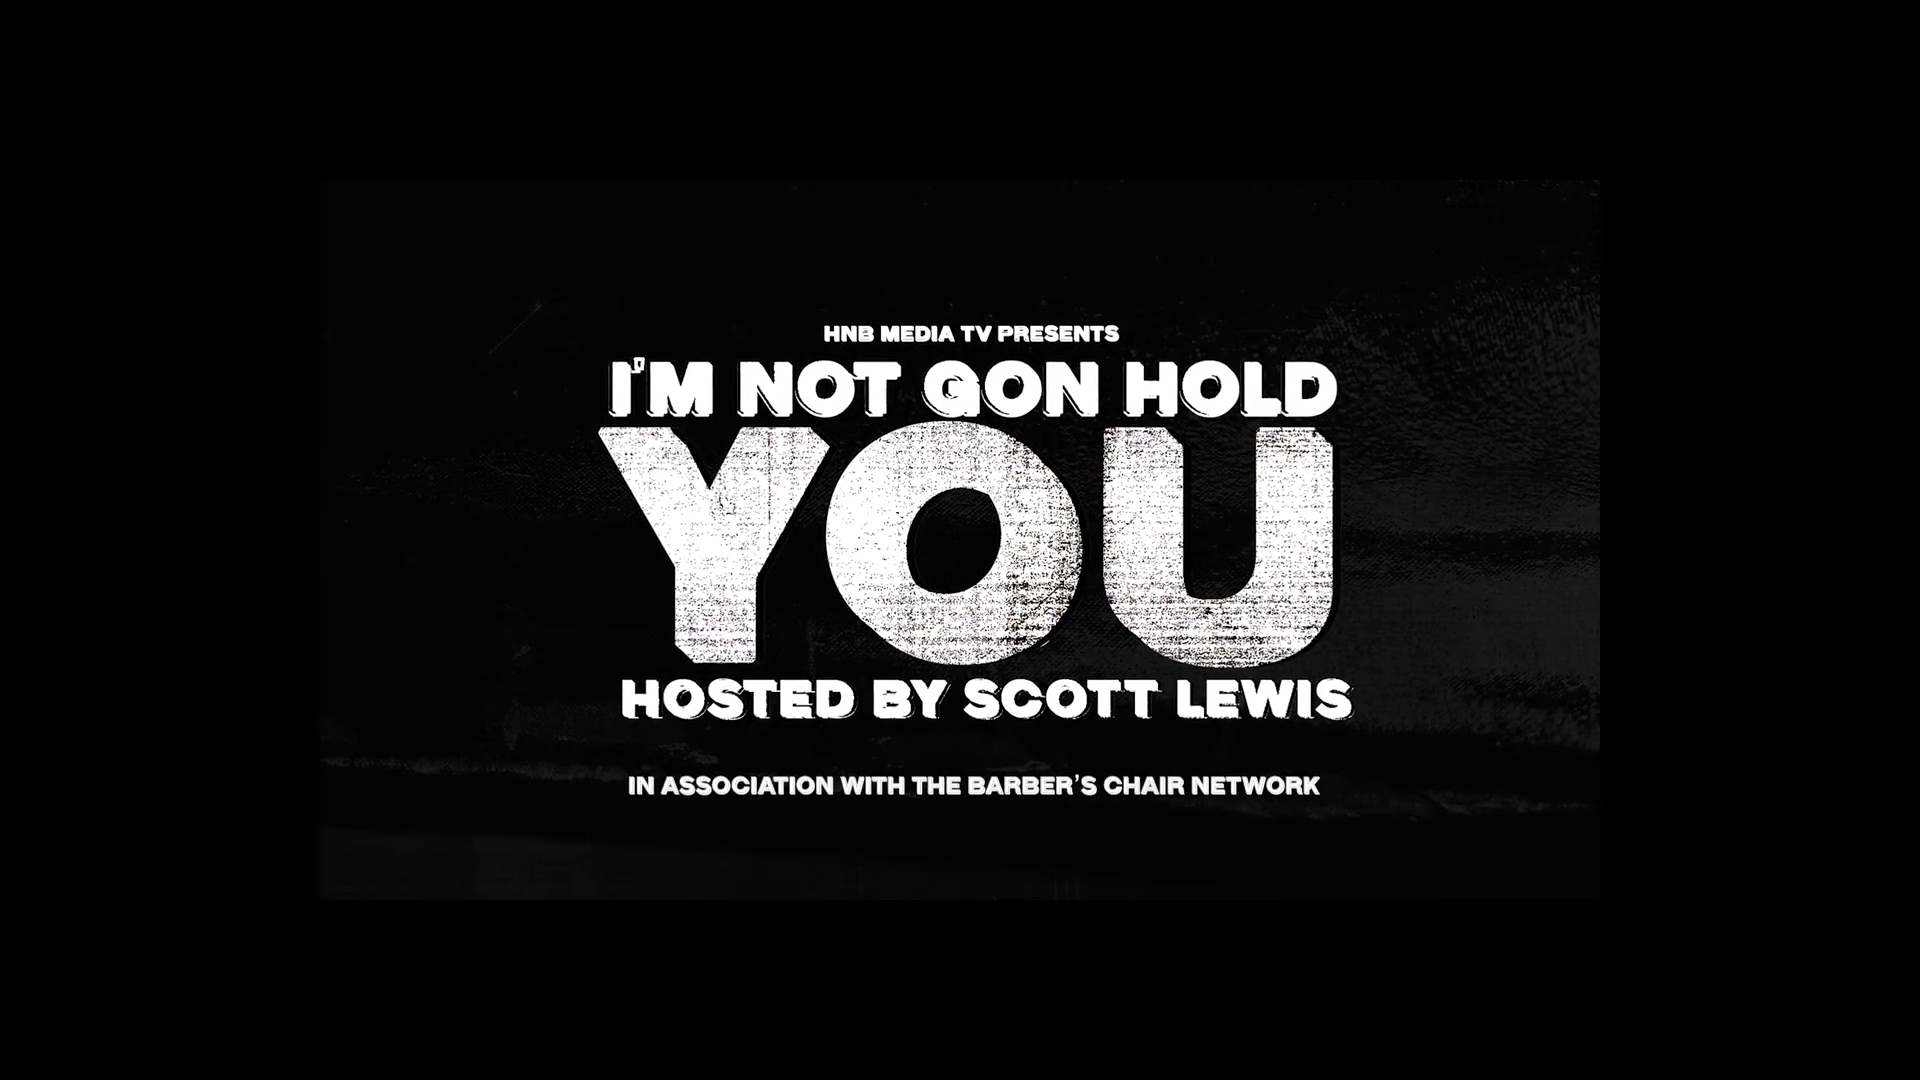 HNB MEDIA TV PRESENTS
I'M NOT GON HOLD
YOU
HOSTED BY SCOTT LEWIS
IN ASSOCIATION WITH THE BARBER'S CHAIR NETWORK